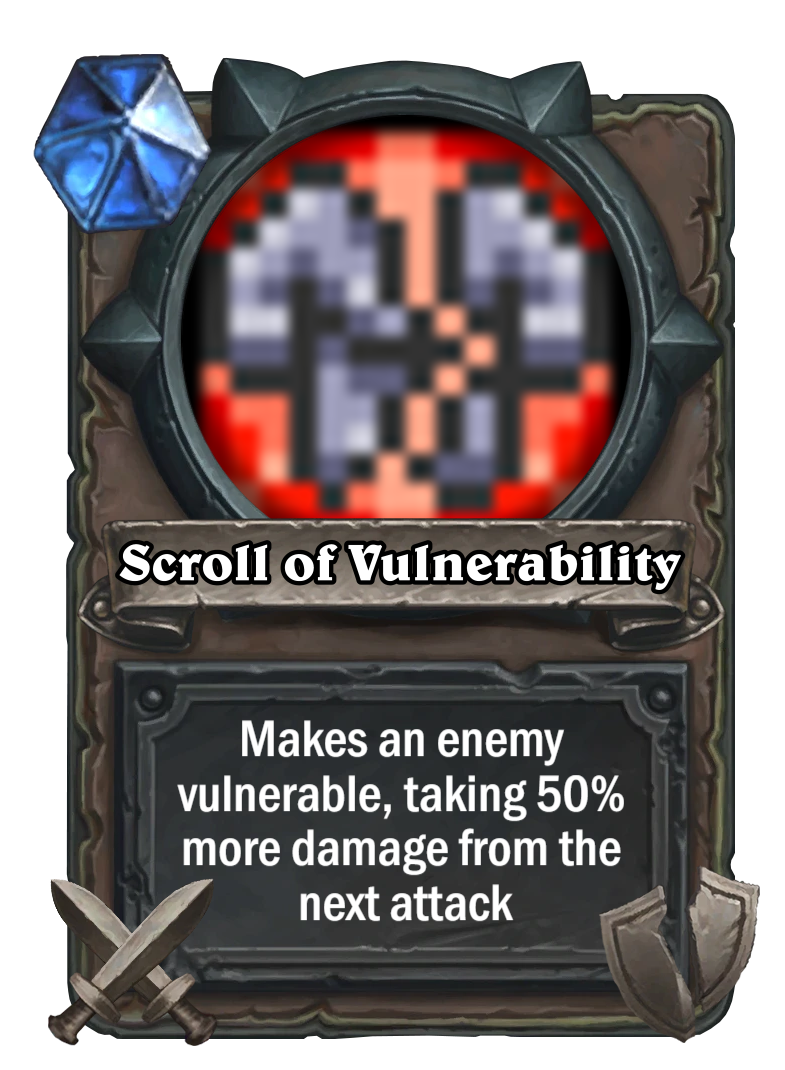 Scroll of Vulnerability
Makes an enemy
vulnerable, taking 50%
more damage from the
next attack